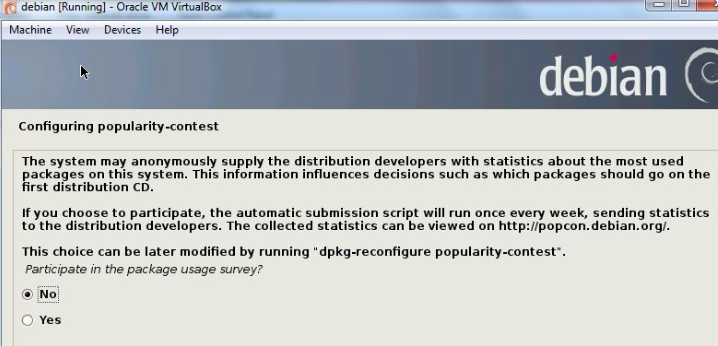 debian [Running] - Oracle VM VirtualBox
Machine View Devices Help
debian
Configuring popularity-contest
The system may anonymously supply the distribution developers with statistics about the most used
packages on this system. This information influences decisions such as which packages should go on the
first distribution CD.
If you choose to participate, the automatic submission script will run once every week, sending statistics
to the distribution developers. The collected statistics can be viewed on http://popcon.debian.org/.
This choice can be later modified by running "dpkg-reconfigure popularity-contest".
Participate in the package usage survey?
No
Yes